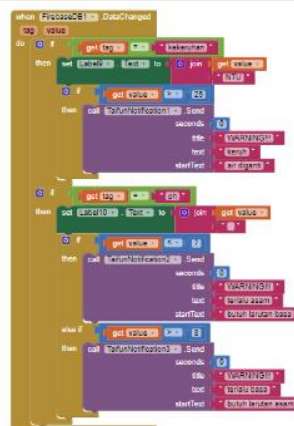 when FirebaseDB1 .DataChanged
tag value
do if get tag = " kekeruhan "
then set Label9 . Text to join get value
" NTU "
if get value > 25
then call TaifunNotification1 .Send
seconds 0
title " WARNING!!! "
text " keruh "
startText " air diganti "
if get tag = " ph "
then set Label10 . Text to join get value
" "
if get value < 7
then call TaifunNotification2 .Send
seconds 0
title " WARNING!!! "
text " terlalu asam "
startText " butuh larutan basa "
else if get value > 8
then call TaifunNotification3 .Send
seconds 0
title " WARNING!!! "
text " terlalu basa "
startText " butuh larutan asam "